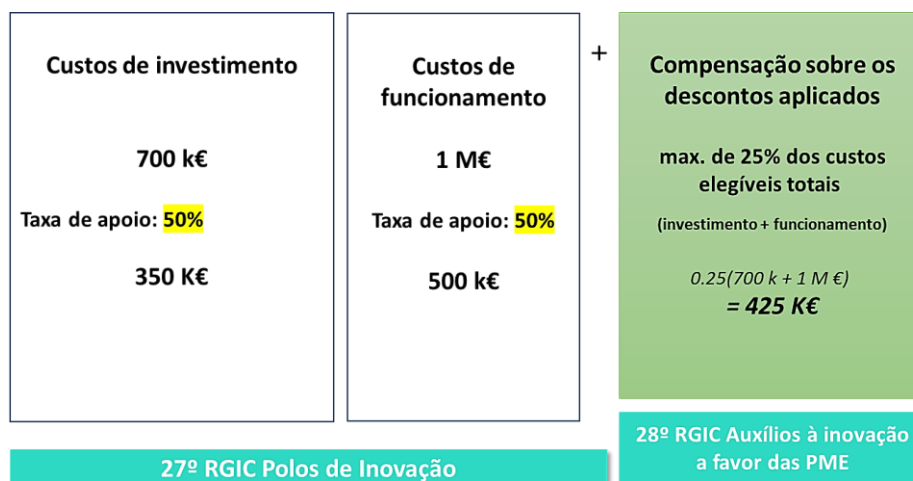 Custos de investimento
700 k€
Taxa de apoio: 50%
350 K€
Custos de
funcionamento
1 M€
Taxa de apoio: 50%
500 k€
+
Compensação sobre os
descontos aplicados
max. de 25% dos custos
elegíveis totais
(investimento + funcionamento)
0.25(700 k + 1 M €)
= 425 K€
27º RGIC Polos de Inovação
28º RGIC Auxílios à inovação
a favor das PME